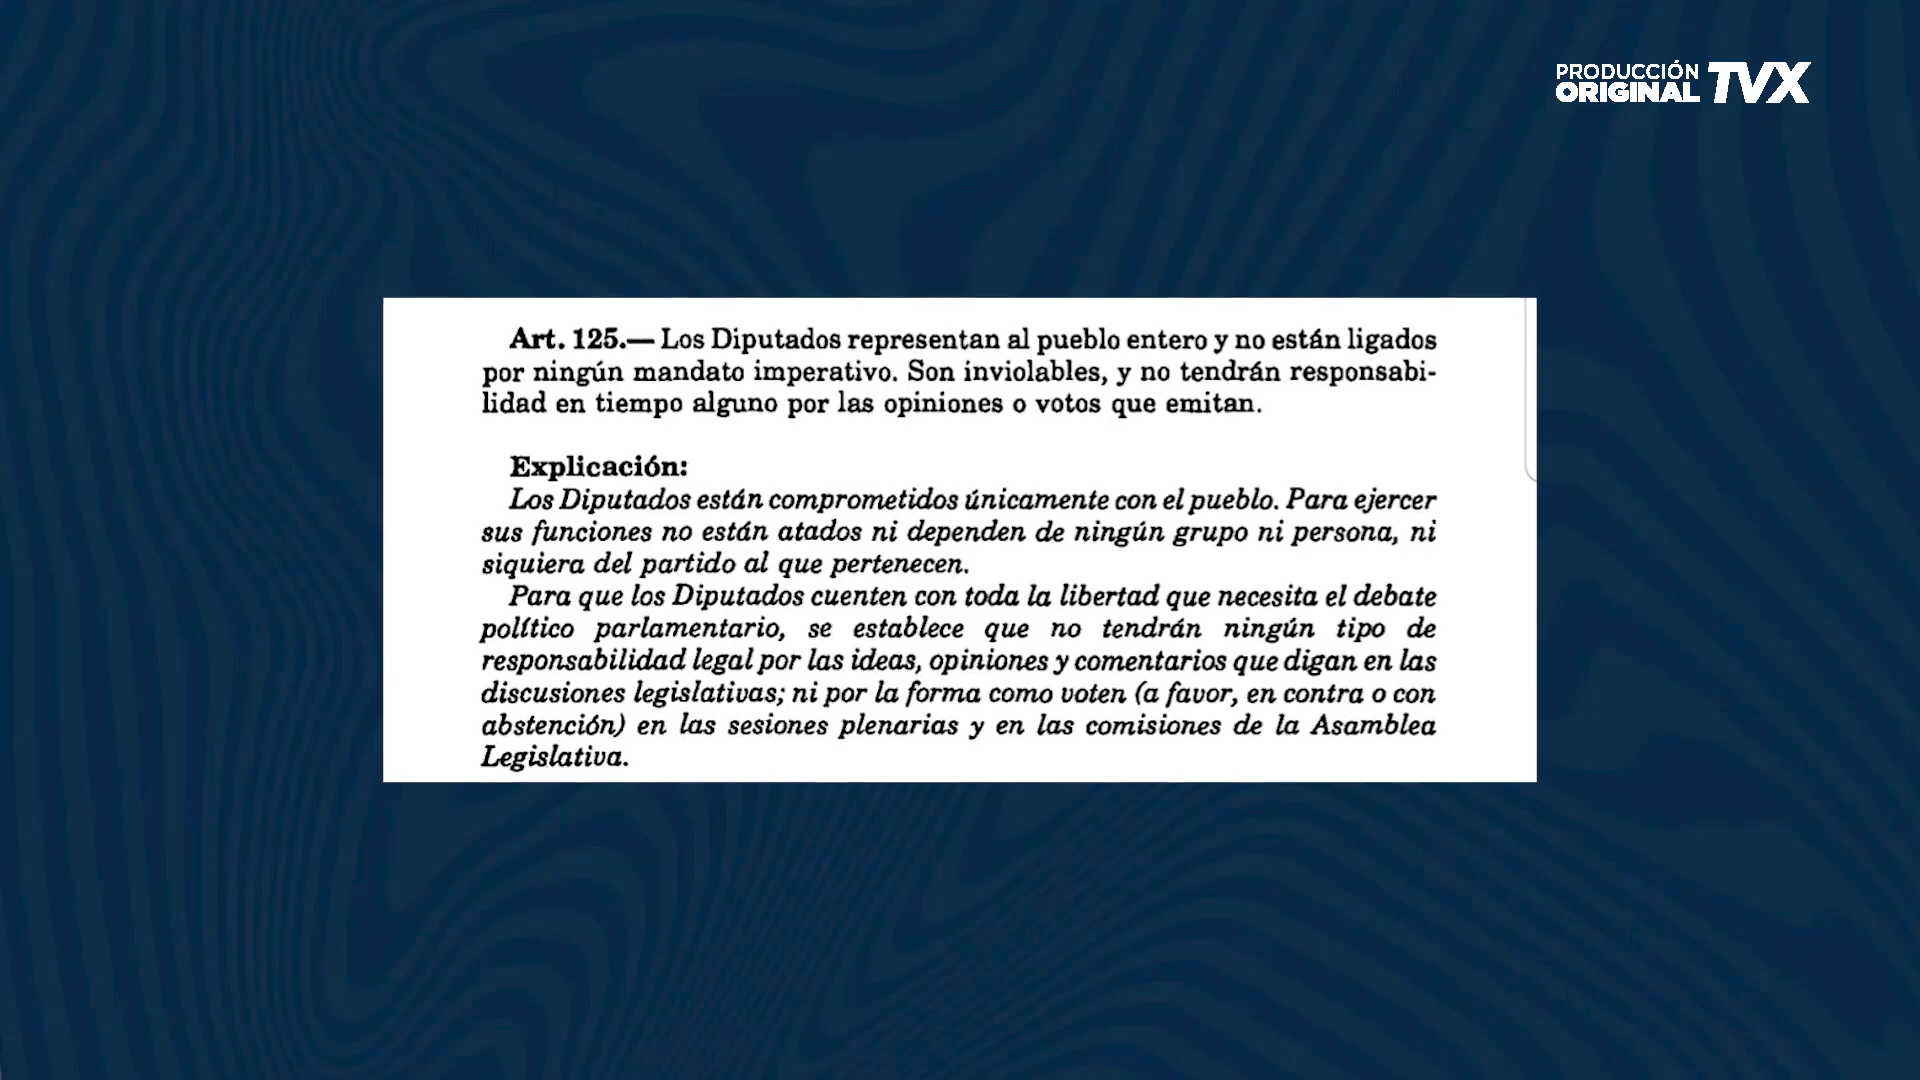 PRODUCCIÓN
ORIGINAL TVX
Art. 125.— Los Diputados representan al pueblo entero y no están ligados
por ningún mandato imperativo. Son inviolables, y no tendrán responsabi-
lidad en tiempo alguno por las opiniones o votos que emitan.
Explicación:
Los Diputados están comprometidos únicamente con el pueblo. Para ejercer
sus funciones no están atados ni dependen de ningún grupo ni persona, ni
siquiera del partido al que pertenecen.
Para que los Diputados cuenten con toda la libertad que necesita el debate
político parlamentario, se establece que no tendrán ningún tipo de
responsabilidad legal por las ideas, opiniones y comentarios que digan en las
discusiones legislativas; ni por la forma como voten (a favor, en contra o con
abstención) en las sesiones plenarias y en las comisiones de la Asamblea
Legislativa.